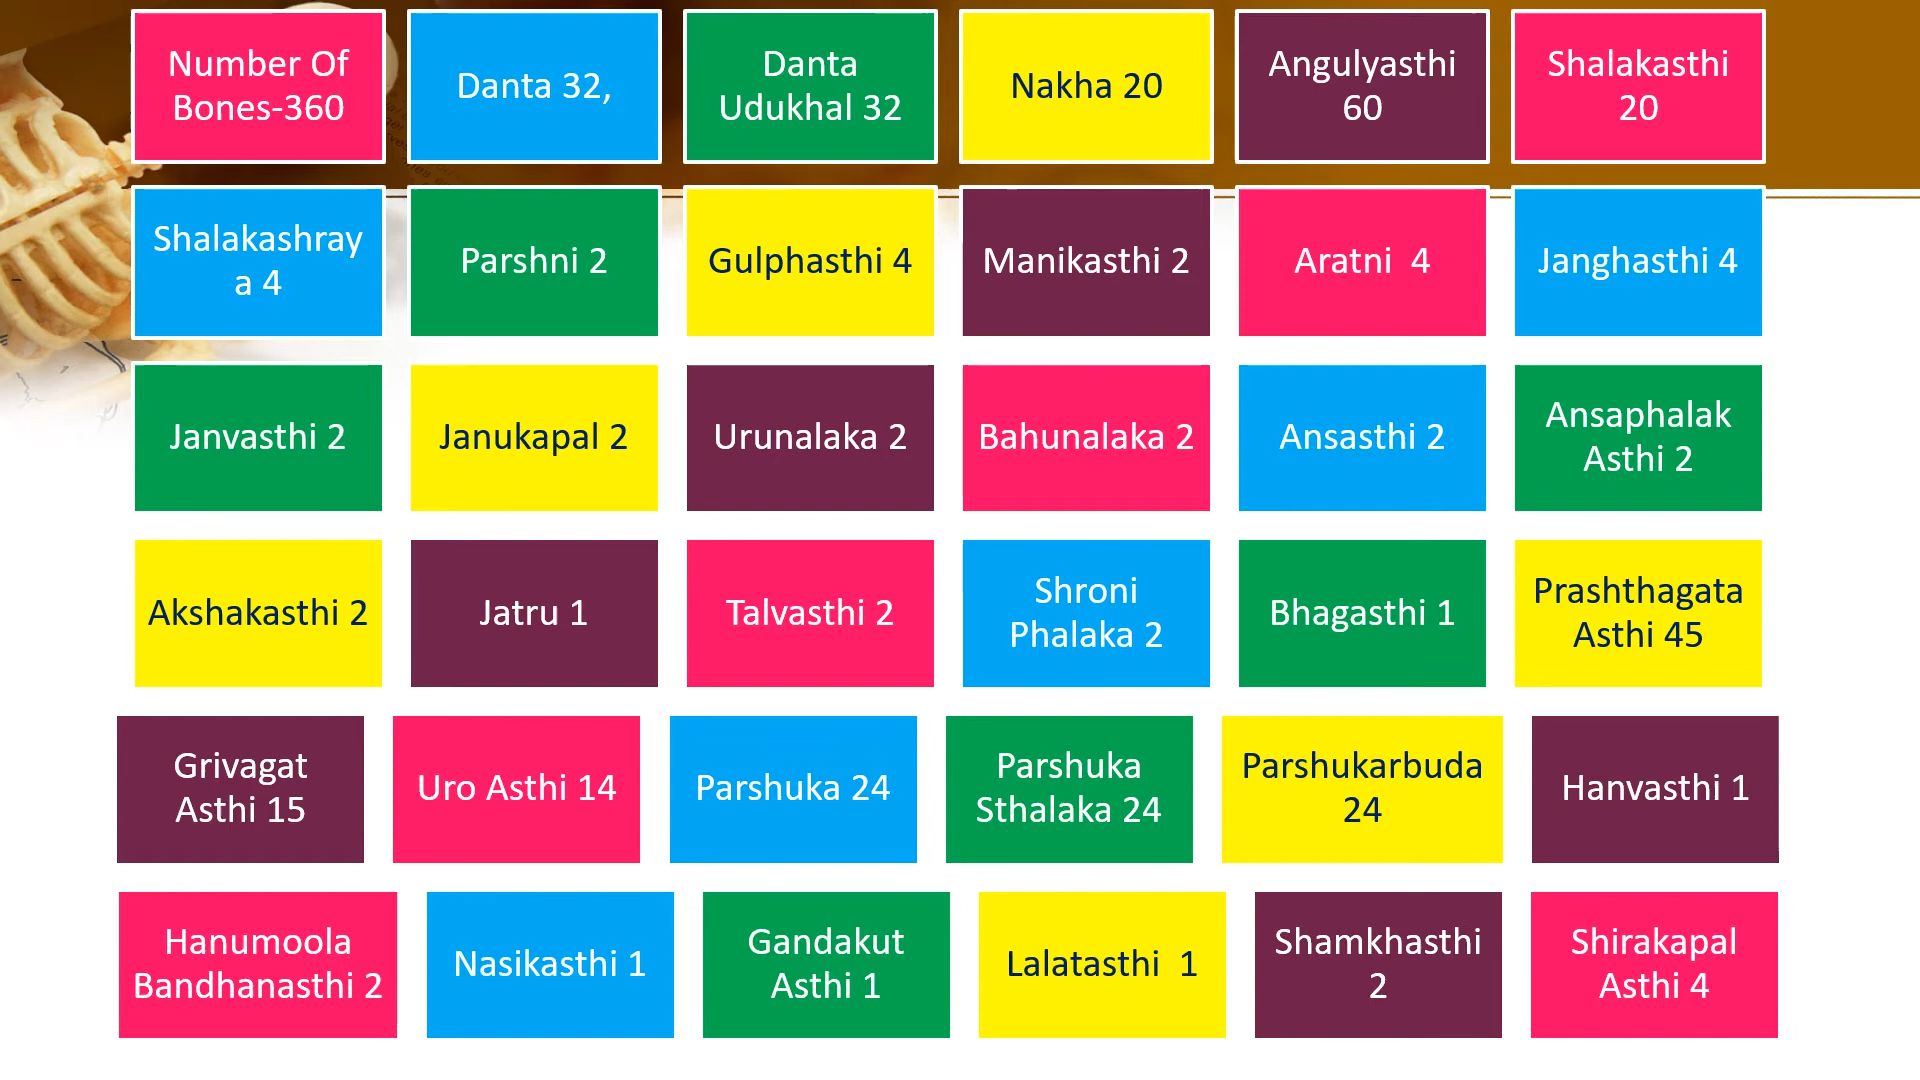 Number Of
Bones-360
Danta 32,
Danta
Udukhal 32
Nakha 20
Angulyasthi
60
Shalakasthi
20
Shalakashray
a 4
Parshni 2
Gulphasthi 4
Manikasthi 2
Aratni  4
Janghasthi 4
Janvasthi 2
Janukapal 2
Urunalaka 2
Bahunalaka 2
Ansasthi 2
Ansaphalak
Asthi 2
Akshakasthi 2
Jatru 1
Talvasthi 2
Shroni
Phalaka 2
Bhagasthi 1
Prashthagata
Asthi 45
Grivagat
Asthi 15
Uro Asthi 14
Parshuka 24
Parshuka
Sthalaka 24
Parshukarbuda
24
Hanvasthi 1
Hanumoola
Bandhanasthi 2
Nasikasthi 1
Gandakut
Asthi 1
Lalatasthi  1
Shamkhasthi
2
Shirakapal
Asthi 4